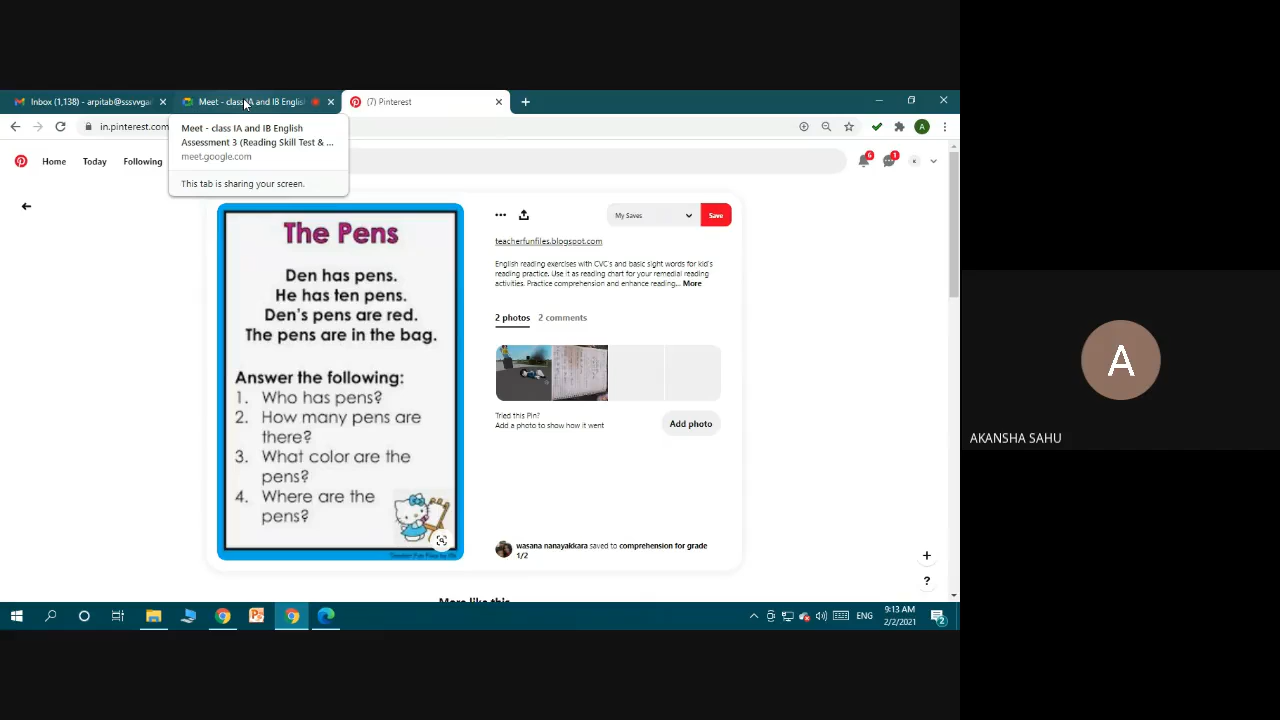 Inbox (1,138) - arpitab@sssvvgar
Meet - class IA and IB English
(7) Pinterest
in.pinterest.com
Meet - class IA and IB English
Assessment 3 (Reading Skill Test & ...
meet.google.com
This tab is sharing your screen.
A
Home
Today
Following
6
1
The Pens
Den has pens.
He has ten pens.
Den's pens are red.
The pens are in the bag.
Answer the following:
1. Who has pens?
2. How many pens are
there?
3. What color are the
pens?
4. Where are the
pens?
My Saves
Save
teacherfunfiles.blogspot.com
English reading exercises with CVC's and basic sight words for kid's
reading practice. Use it as reading chart for your remedial reading
activities. Practice comprehension and enhance reading... More
2 photos
2 comments
Tried this Pin?
Add a photo to show how it went
Add photo
wasana nanayakkara saved to comprehension for grade
1/2
More like this
+
?
ENG
9:13 AM
2/2/2021
2
A
AKANSHA SAHU